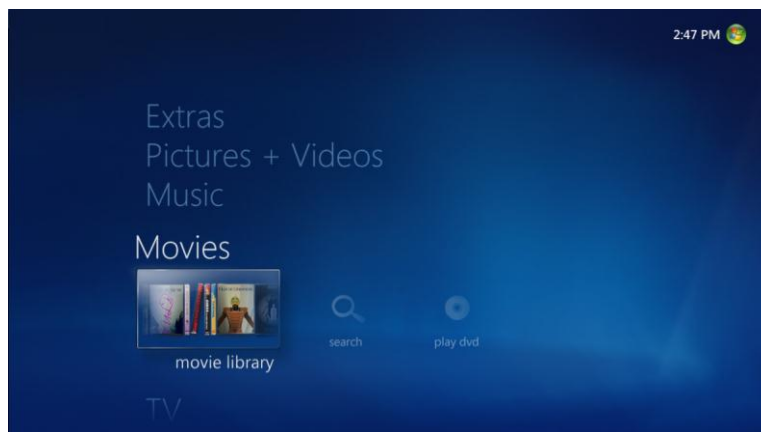 2:47 PM
Extras
Pictures + Videos
Music
Movies
movie library
search
play dvd
TV